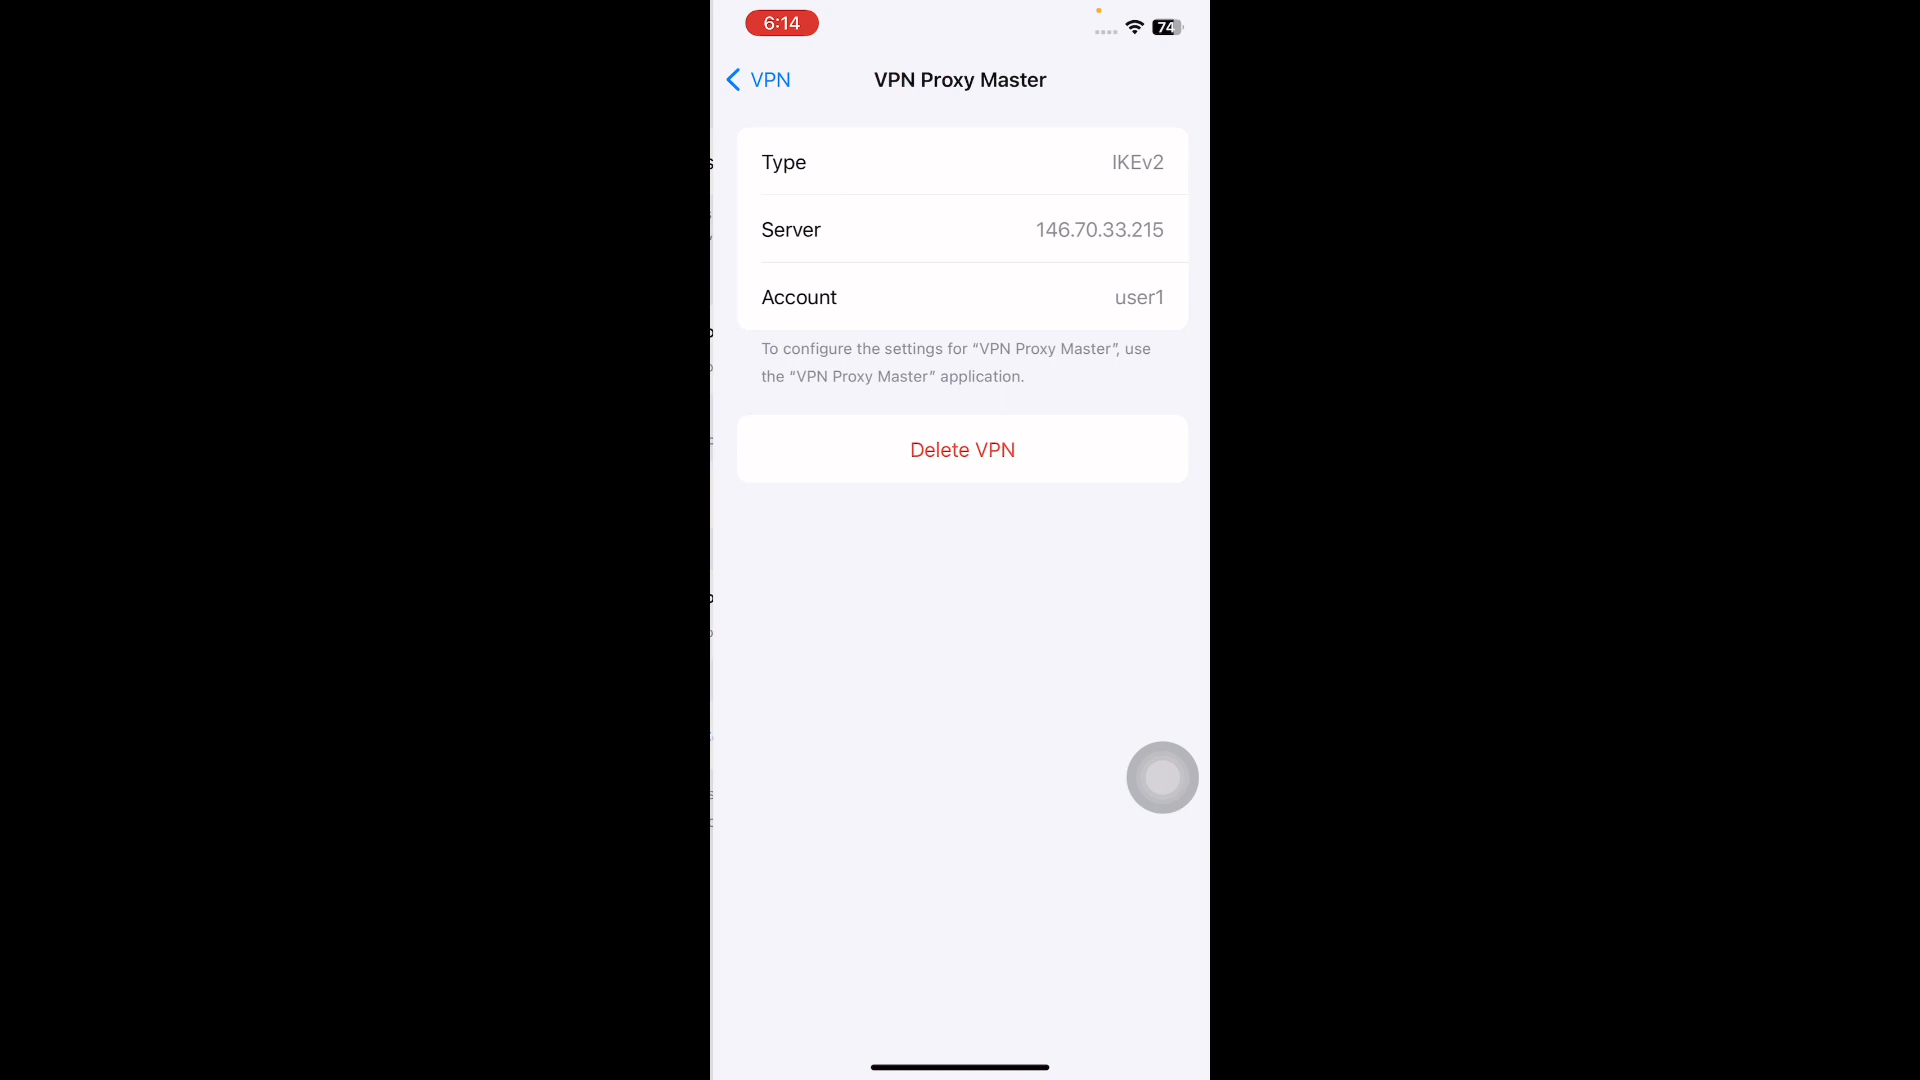 6:14
74
VPN
VPN Proxy Master
Type
IKEv2
Server
146.70.33.215
Account
user1
To configure the settings for “VPN Proxy Master”, use
the “VPN Proxy Master” application.
Delete VPN